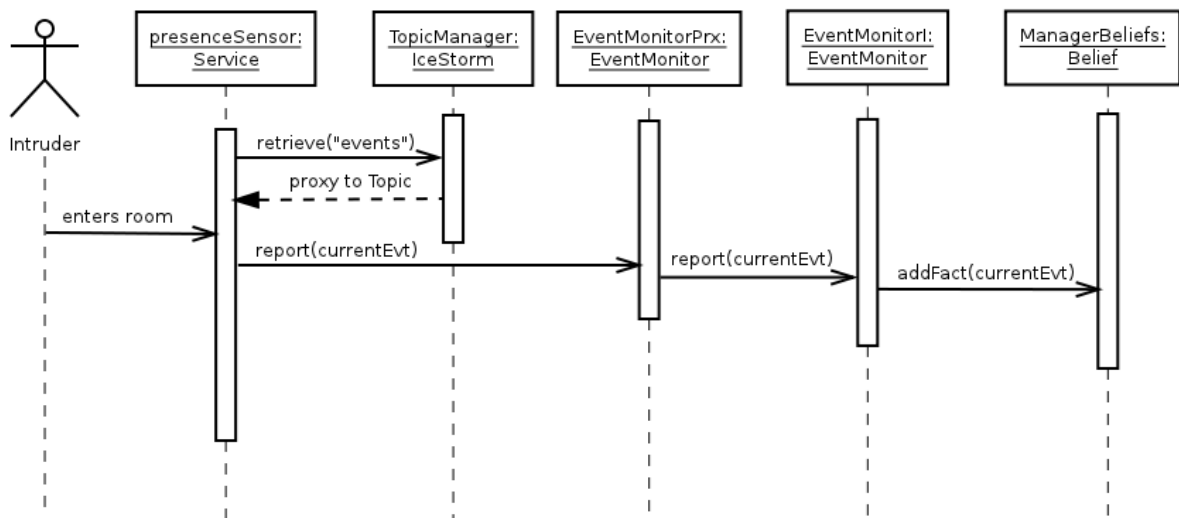 presenceSensor:
Service
TopicManager:
IceStorm
EventMonitorPrx:
EventMonitor
EventMonitorI:
EventMonitor
ManagerBeliefs:
Belief
Intruder
retrieve("events")
proxy to Topic
enters room
report(currentEvt)
report(currentEvt)
addFact(currentEvt)